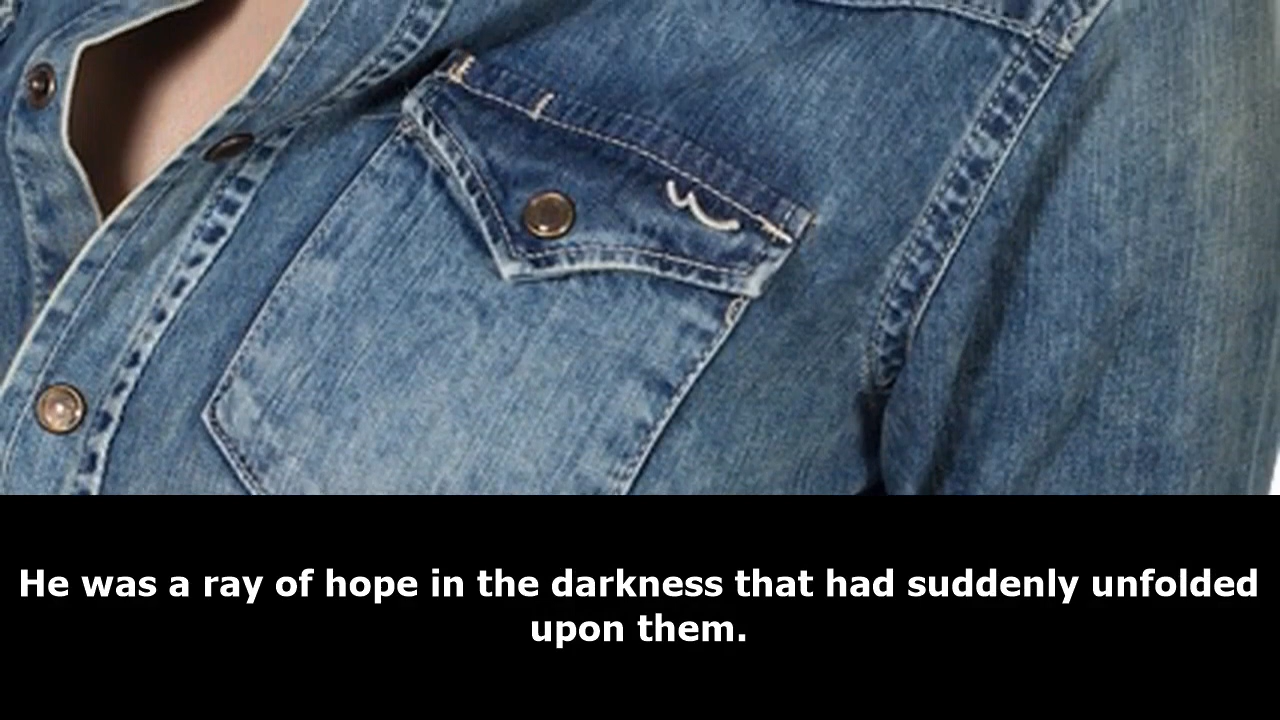 He was a ray of hope in the darkness that had suddenly unfolded
upon them.